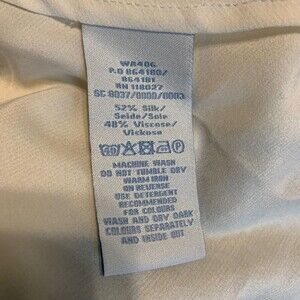 WA406
P.O 864180/
864181
RN 118027
SC 8037/0000/0003
52% Silk/
Seide/Soie
48% Viscose/
Viskose
MACHINE WASH
DO NOT TUMBLE DRY
WARM IRON
ON REVERSE
USE DETERGENT
RECOMMENDED
FOR COLOURS
WASH AND DRY DARK
COLOURS SEPARATELY
AND INSIDE OUT